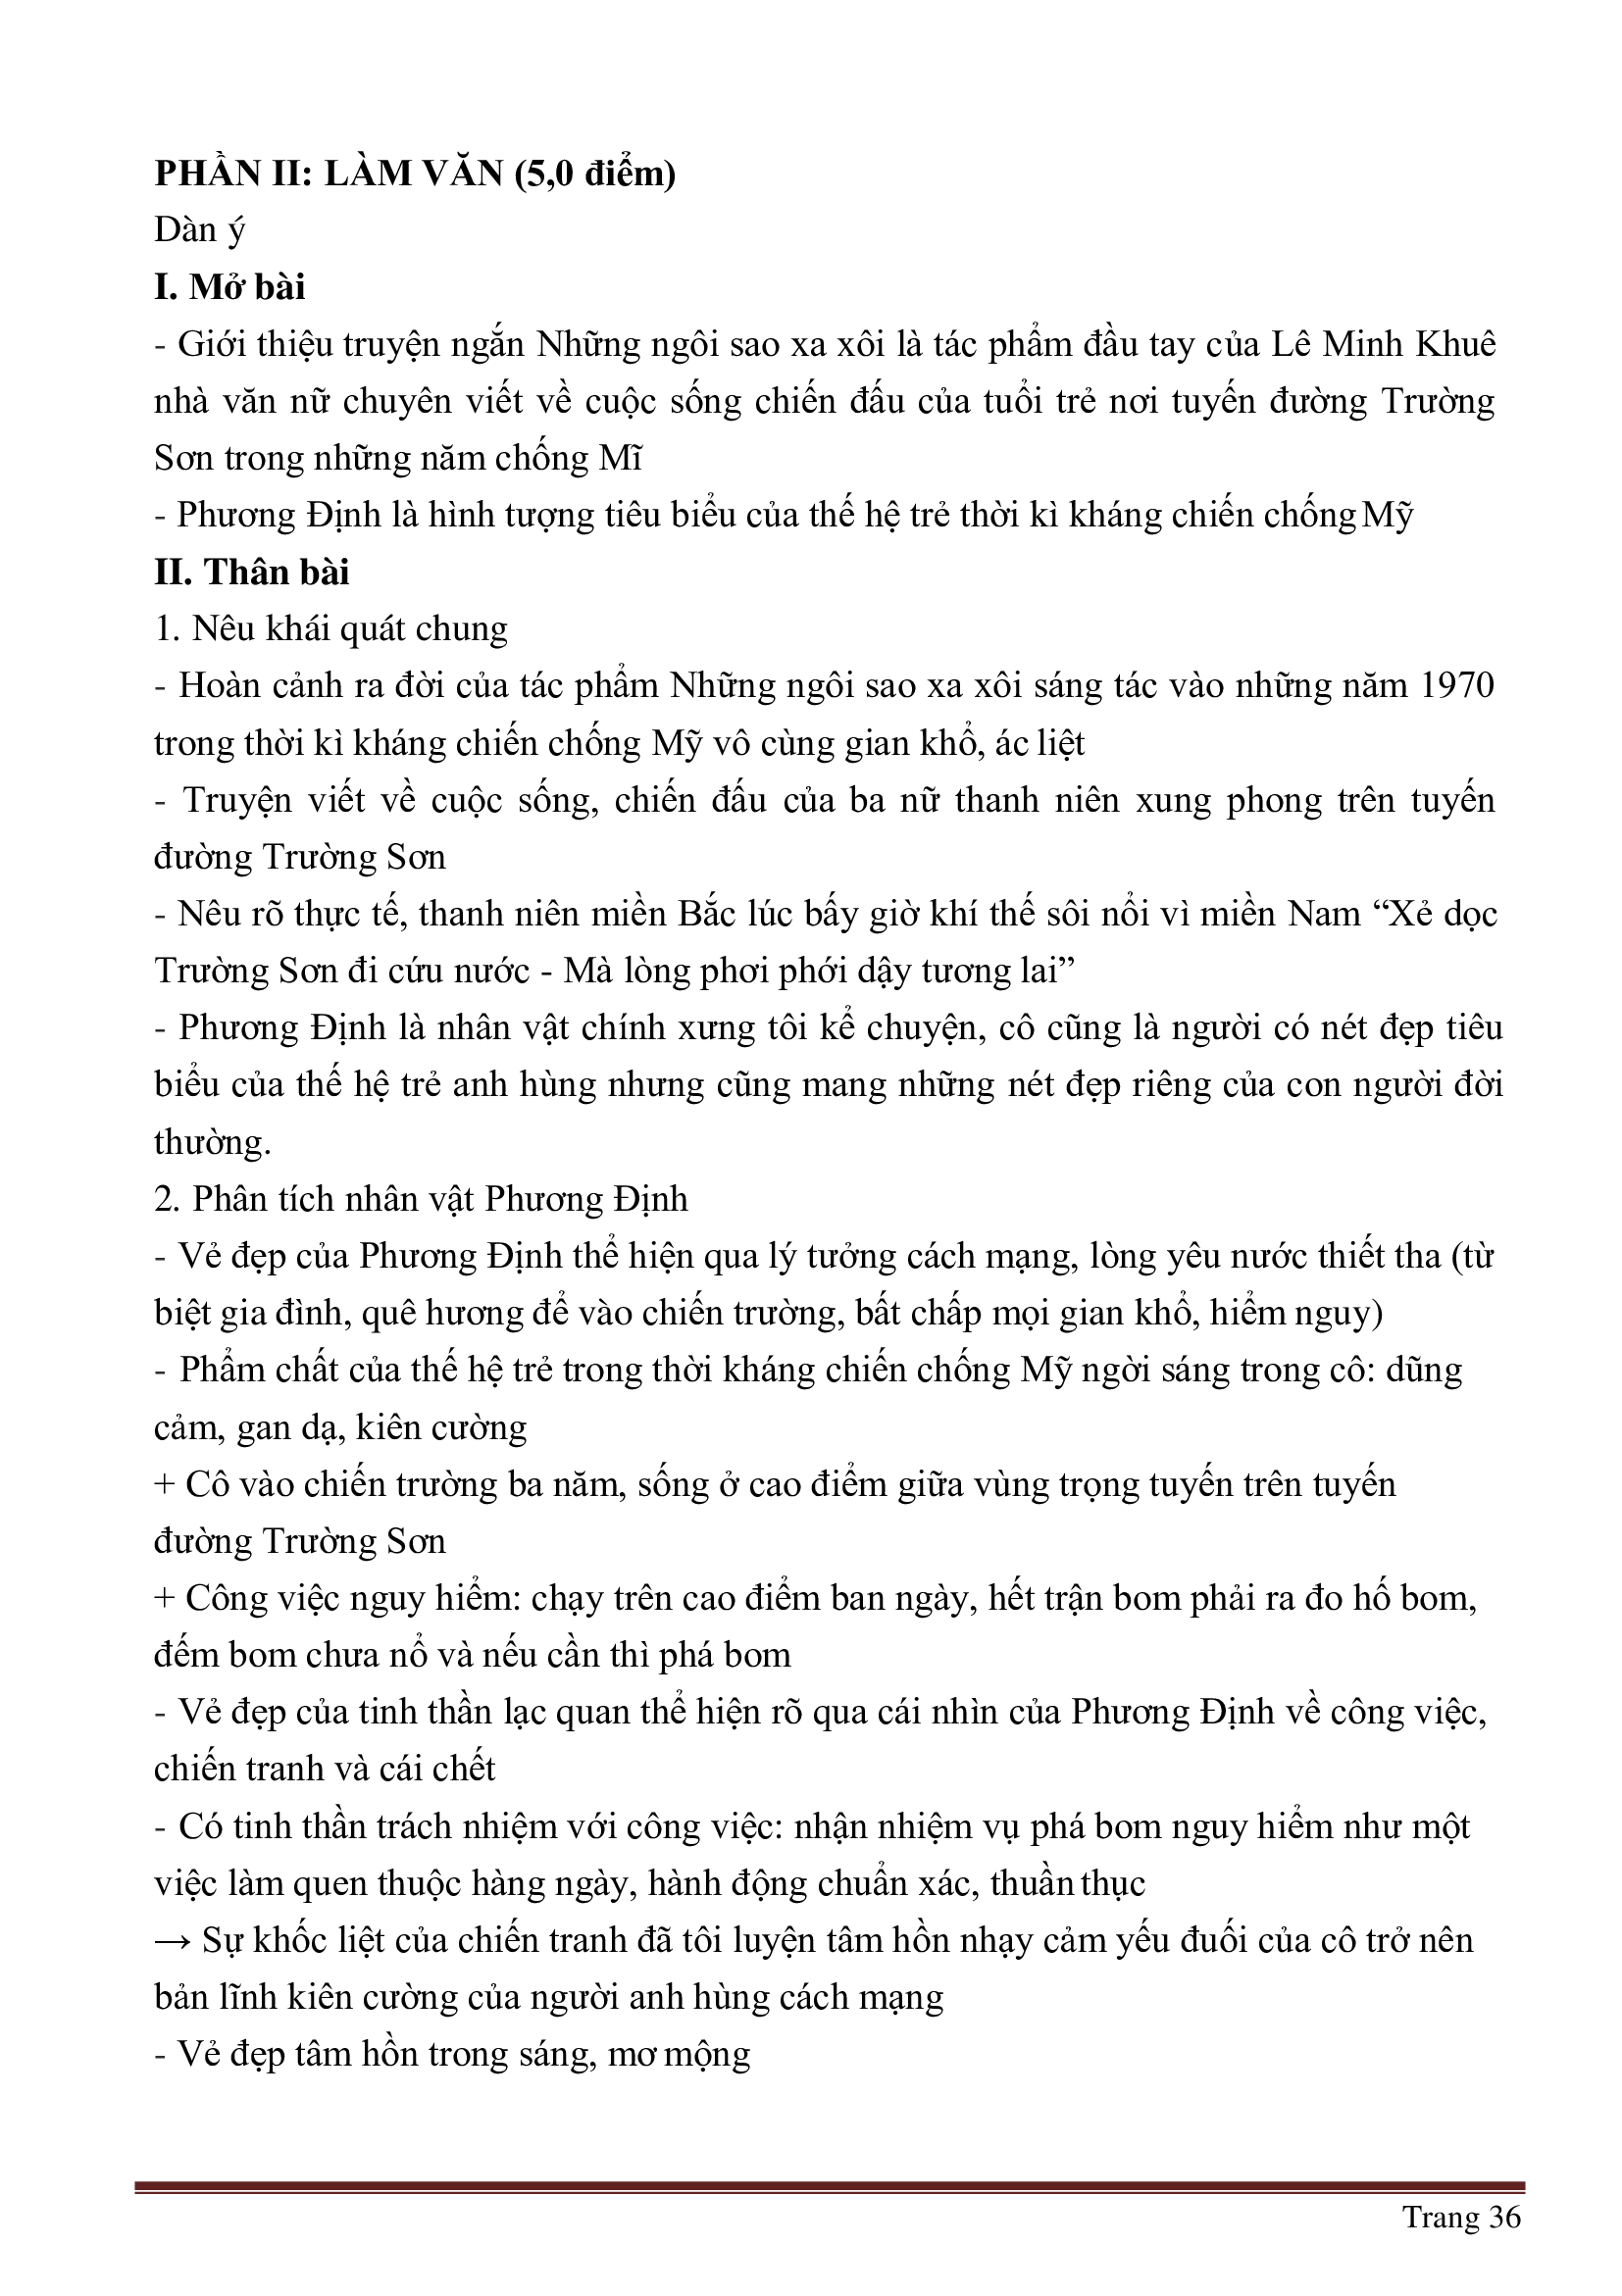 PHẦN II: LÀM VĂN (5,0 điểm)
Dàn ý
I. Mở bài
- Giới thiệu truyện ngắn Những ngôi sao xa xôi là tác phẩm đầu tay của Lê Minh Khuê
nhà văn nữ chuyên viết về cuộc sống chiến đấu của tuổi trẻ nơi tuyến đường Trường
Sơn trong những năm chống Mĩ
- Phương Định là hình tượng tiêu biểu của thế hệ trẻ thời kì kháng chiến chống Mỹ
II. Thân bài
1. Nêu khái quát chung
- Hoàn cảnh ra đời của tác phẩm Những ngôi sao xa xôi sáng tác vào những năm 1970
trong thời kì kháng chiến chống Mỹ vô cùng gian khổ, ác liệt
- Truyện viết về cuộc sống, chiến đấu của ba nữ thanh niên xung phong trên tuyến
đường Trường Sơn
- Nêu rõ thực tế, thanh niên miền Bắc lúc bấy giờ khí thế sôi nổi vì miền Nam “Xẻ dọc
Trường Sơn đi cứu nước - Mà lòng phơi phới dậy tương lai”
- Phương Định là nhân vật chính xưng tôi kể chuyện, cô cũng là người có nét đẹp tiêu
biểu của thế hệ trẻ anh hùng nhưng cũng mang những nét đẹp riêng của con người đời
thường.
2. Phân tích nhân vật Phương Định
- Vẻ đẹp của Phương Định thể hiện qua lý tưởng cách mạng, lòng yêu nước thiết tha (từ
biệt gia đình, quê hương để vào chiến trường, bất chấp mọi gian khổ, hiểm nguy)
- Phẩm chất của thế hệ trẻ trong thời kháng chiến chống Mỹ ngời sáng trong cô: dũng
cảm, gan dạ, kiên cường
+ Cô vào chiến trường ba năm, sống ở cao điểm giữa vùng trọng tuyến trên tuyến
đường Trường Sơn
+ Công việc nguy hiểm: chạy trên cao điểm ban ngày, hết trận bom phải ra đo hố bom,
đếm bom chưa nổ và nếu cần thì phá bom
- Vẻ đẹp của tinh thần lạc quan thể hiện rõ qua cái nhìn của Phương Định về công việc,
chiến tranh và cái chết
- Có tinh thần trách nhiệm với công việc: nhận nhiệm vụ phá bom nguy hiểm như một
việc làm quen thuộc hàng ngày, hành động chuẩn xác, thuần thục
→ Sự khốc liệt của chiến tranh đã tôi luyện tâm hồn nhạy cảm yếu đuối của cô trở nên
bản lĩnh kiên cường của người anh hùng cách mạng
- Vẻ đẹp tâm hồn trong sáng, mơ mộng
Trang 36